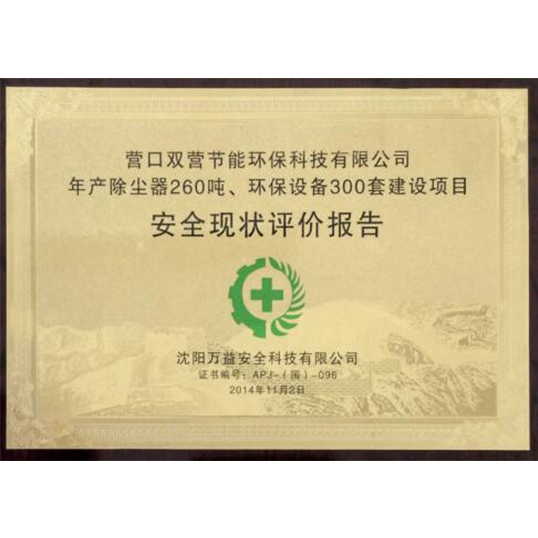 营口双营节能环保科技有限公司
年产除尘器260吨、环保设备300套建设项目
安全现状评价报告
沈阳万益安全科技有限公司
证书编号：APJ-（国）-096
2014年11月2日